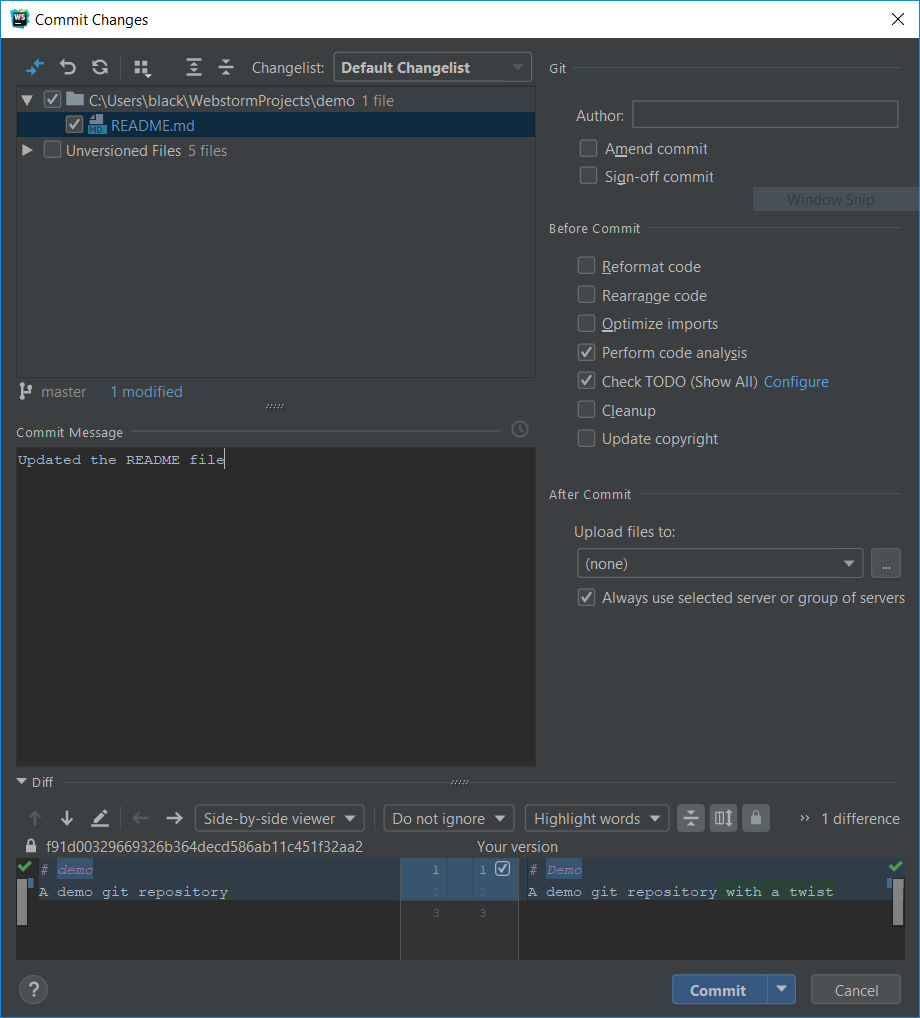 WS Commit Changes
Changelist: Default Changelist
C:\Users\black\WebstormProjects\demo 1 file
MD README.md
Unversioned Files 5 files
master 1 modified
Commit Message
Updated the README file
Git
Author:
Amend commit
Sign-off commit
Window Snip
Before Commit
Reformat code
Rearrange code
Optimize imports
Perform code analysis
Check TODO (Show All) Configure
Cleanup
Update copyright
After Commit
Upload files to:
(none) ...
Always use selected server or group of servers
Diff
Side-by-side viewer Do not ignore Highlight words >> 1 difference
f91d00329669326b364decd586ab11c451f32aa2 Your version
# demo 1 1 # Demo
A demo git repository 2 2 A demo git repository with a twist
3 3
? Commit Cancel